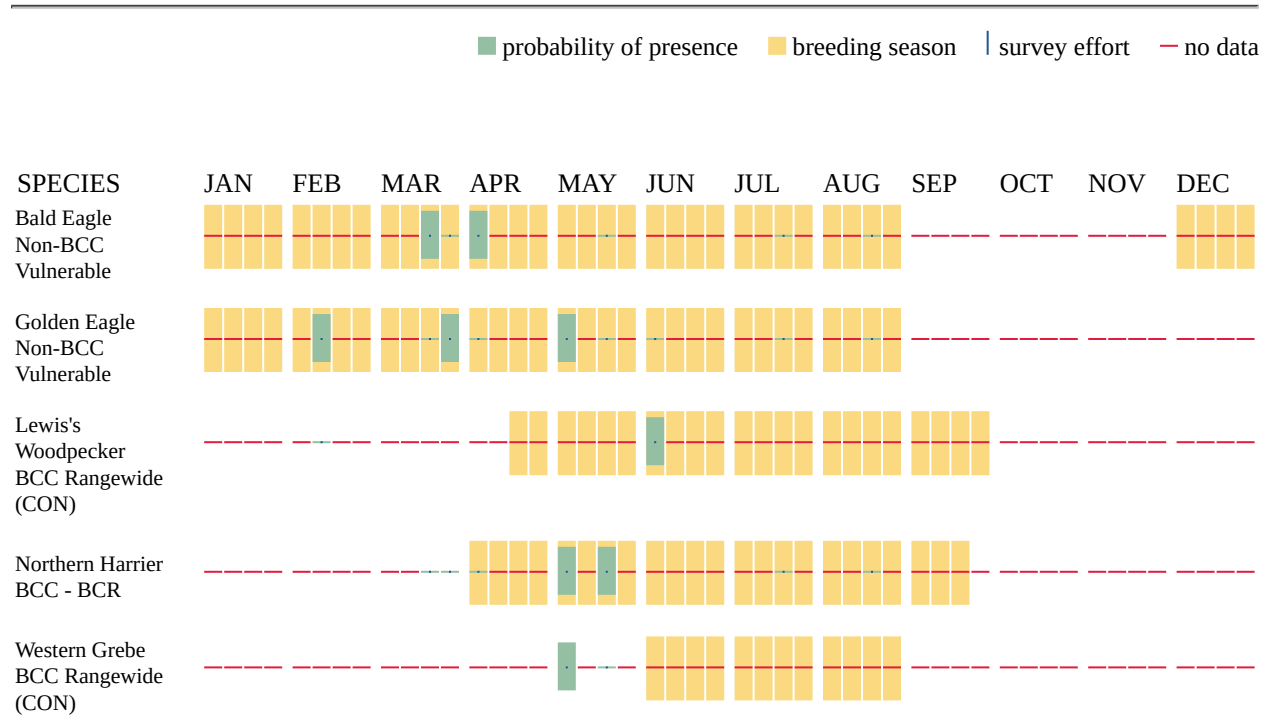 probability of presence breeding season survey effort no data
SPECIES JAN FEB MAR APR MAY JUN JUL AUG SEP OCT NOV DEC
Bald Eagle
Non-BCC
Vulnerable
Golden Eagle
Non-BCC
Vulnerable
Lewis's
Woodpecker
BCC Rangewide
(CON)
Northern Harrier
BCC - BCR
Western Grebe
BCC Rangewide
(CON)